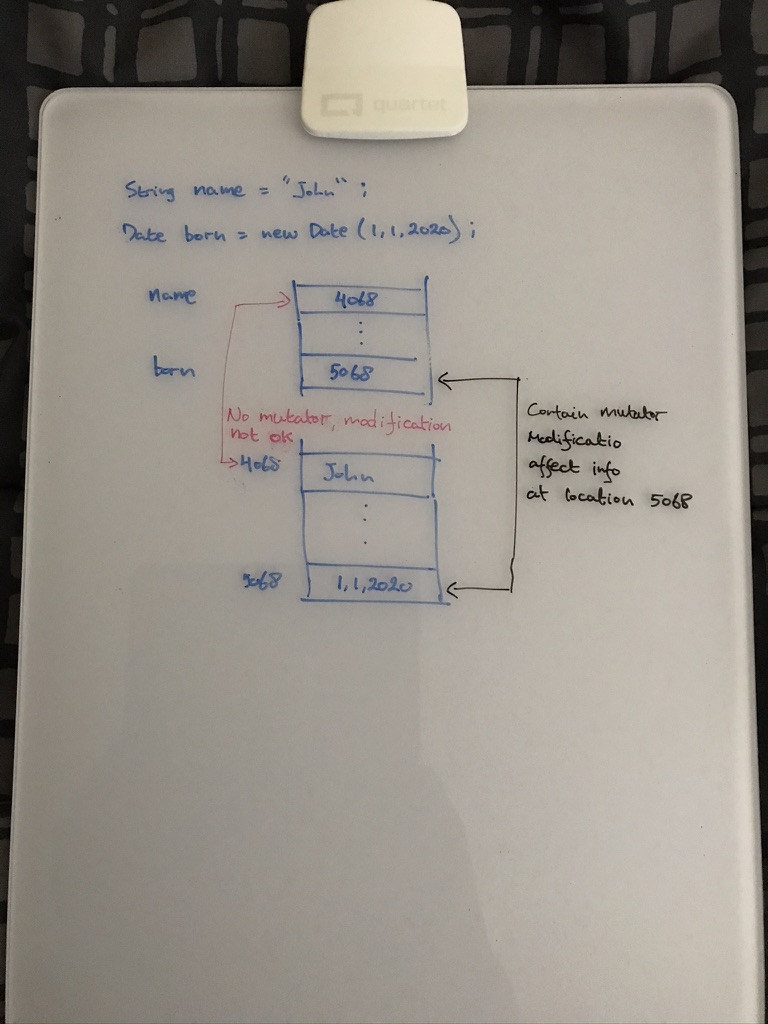 quartet
String name = "John" ;
Date born = new Date (1,1,2020) ;
name
4068
born
5068
No mutator, modification
not ok
4068
John
5068
1,1,2020
Contain mutator
Modificatio
affect info
at location 5068